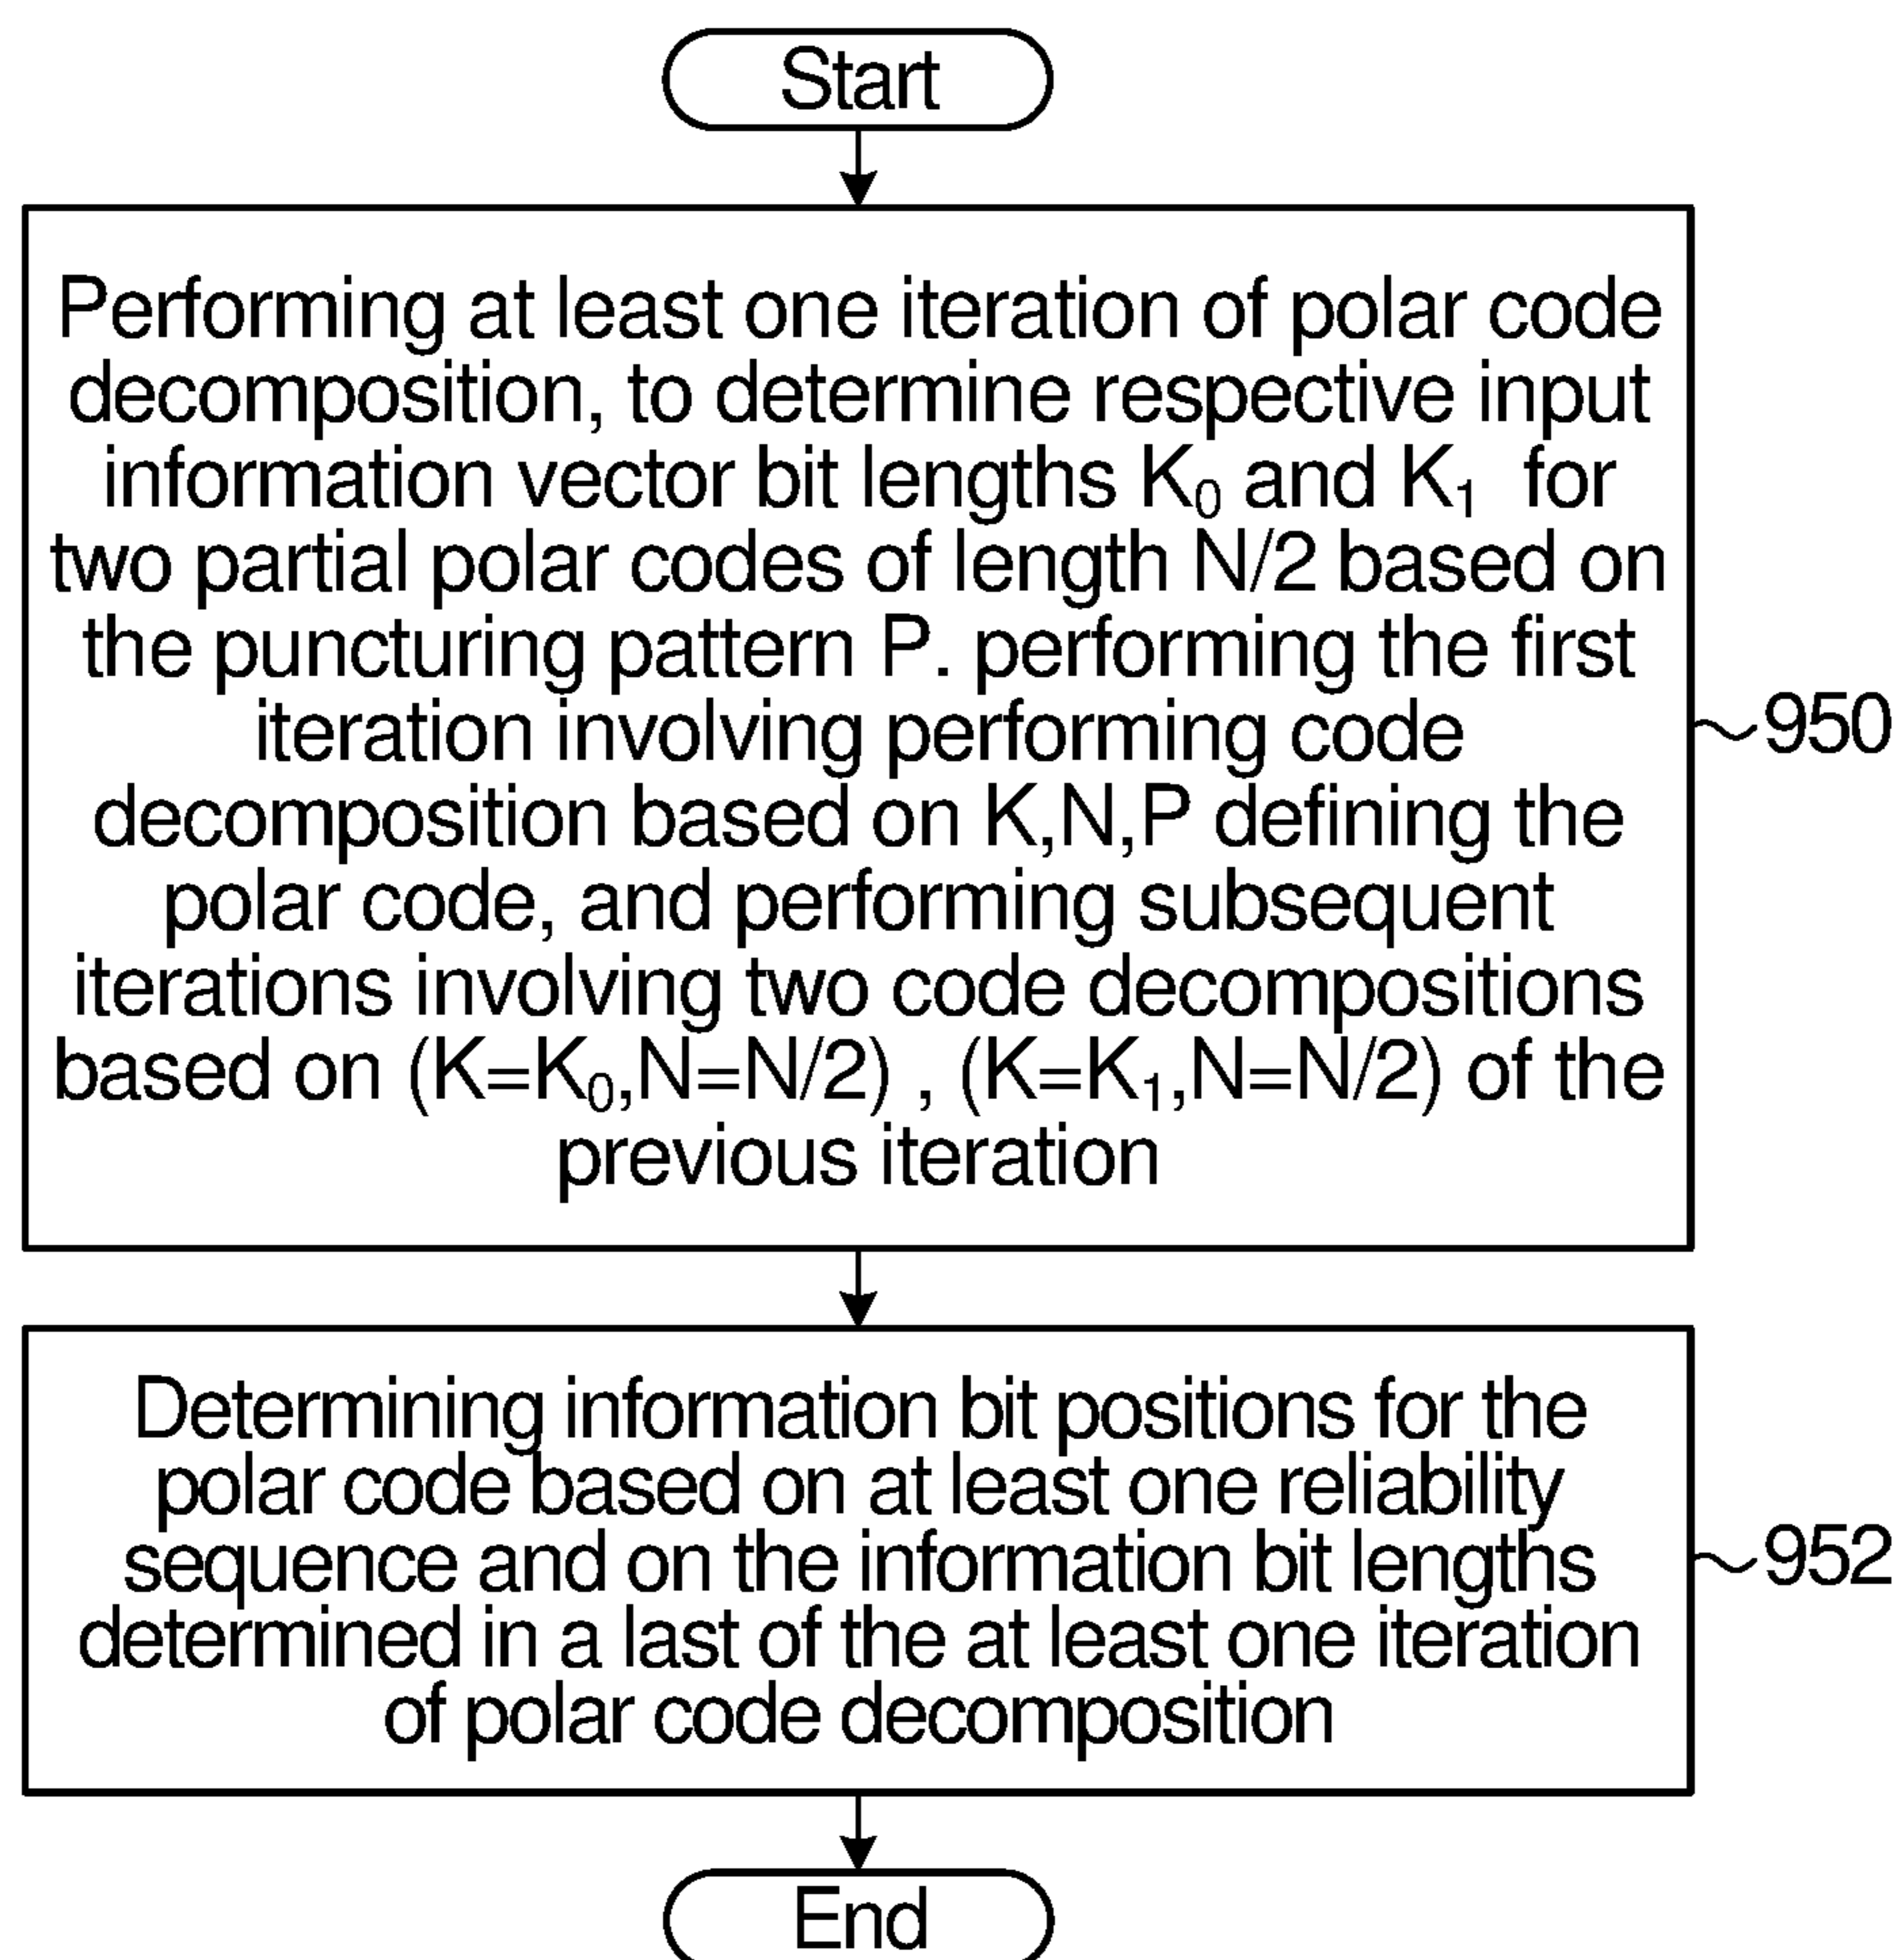 Start
Performing at least one iteration of polar code
decomposition, to determine respective input
information vector bit lengths K₀ and K₁ for
two partial polar codes of length N/2 based on
the puncturing pattern P. performing the first
iteration involving performing code
decomposition based on K,N,P defining the
polar code, and performing subsequent
iterations involving two code decompositions
based on (K=K₀,N=N/2) , (K=K₁,N=N/2) of the
previous iteration
950
Determining information bit positions for the
polar code based on at least one reliability
sequence and on the information bit lengths
determined in a last of the at least one iteration
of polar code decomposition
952
End